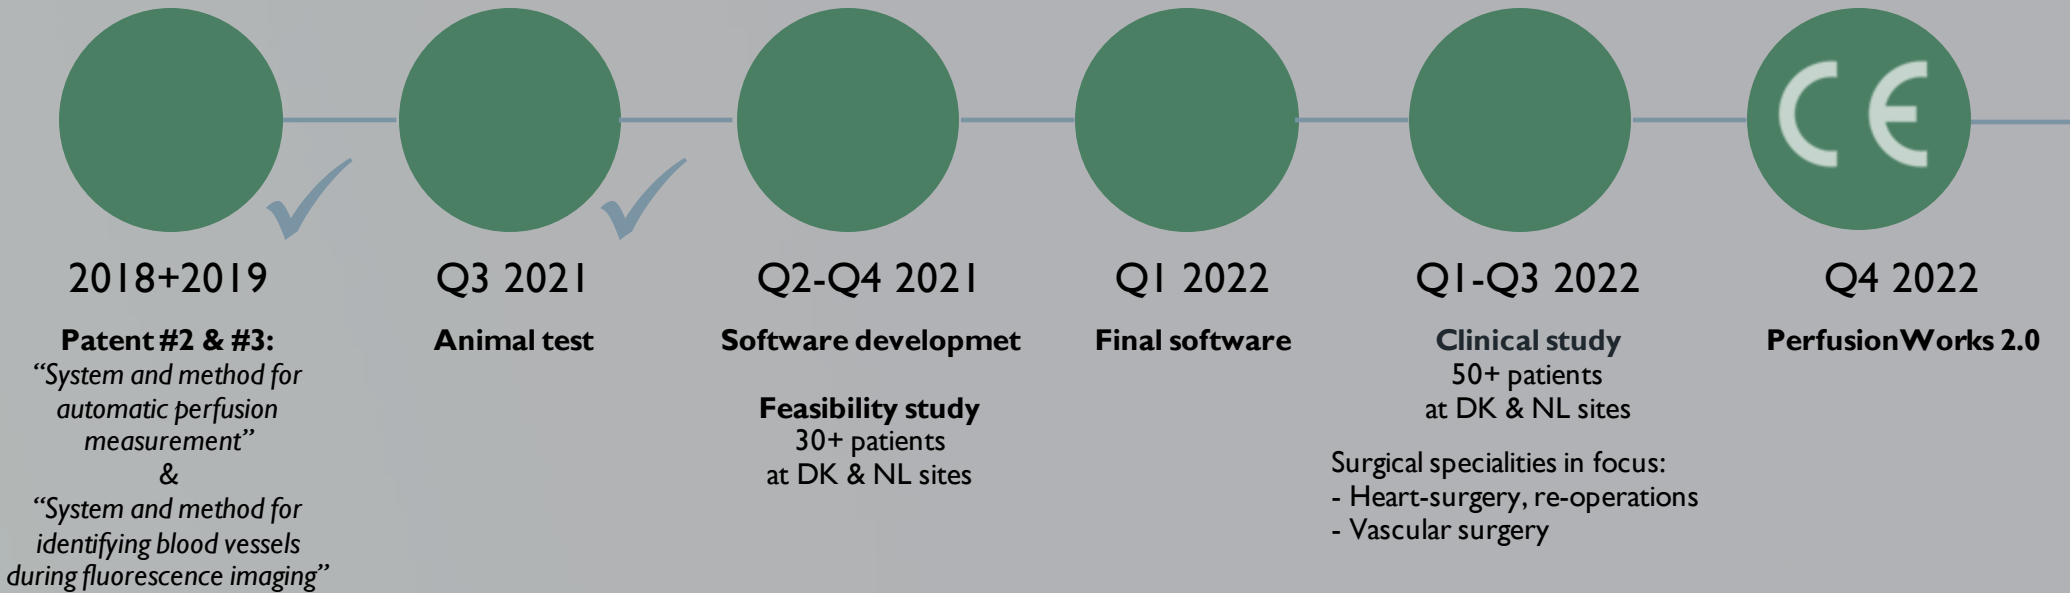 CE
2018+2019
Patent #2 & #3:
“System and method for
automatic perfusion
measurement”
&
“System and method for
identifying blood vessels
during fluorescence imaging”
Q3 2021
Animal test
Q2-Q4 2021
Software developmet
Feasibility study
30+ patients
at DK & NL sites
Q1 2022
Final software
Q1-Q3 2022
Clinical study
50+ patients
at DK & NL sites
Surgical specialities in focus:
- Heart-surgery, re-operations
- Vascular surgery
Q4 2022
PerfusionWorks 2.0